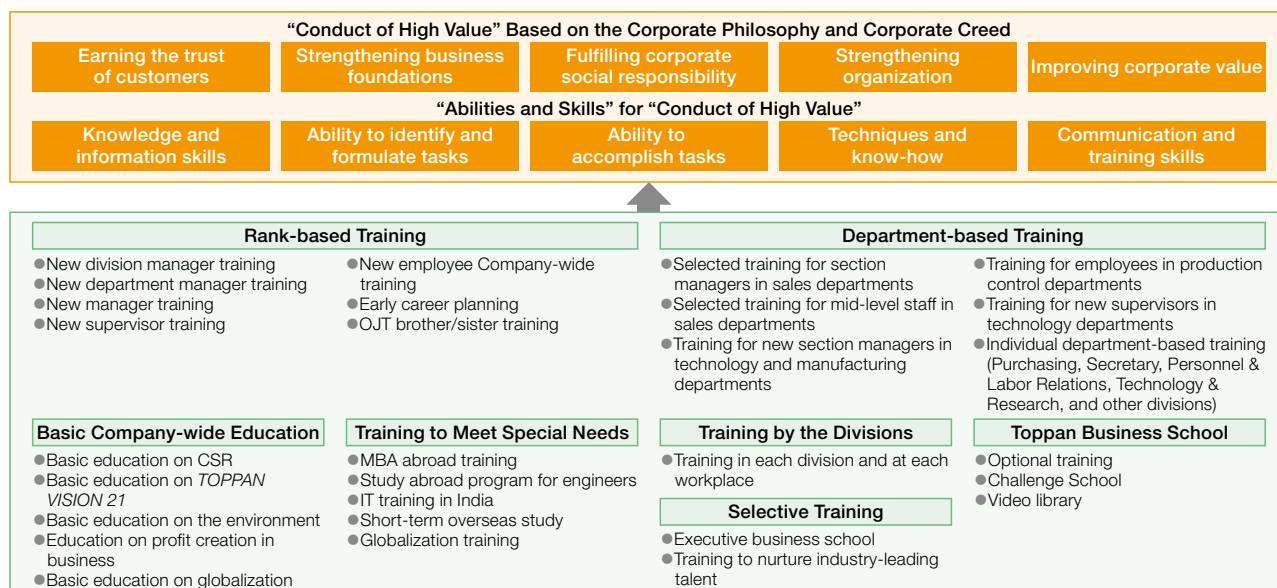 “Conduct of High Value” Based on the Corporate Philosophy and Corporate Creed
Earning the trust
of customers
Strengthening business
foundations
Fulfilling corporate
social responsibility
Strengthening
organization
Improving corporate value
“Abilities and Skills” for “Conduct of High Value”
Knowledge and
information skills
Ability to identify and
formulate tasks
Ability to
accomplish tasks
Techniques and
know-how
Communication and
training skills
Rank-based Training
●New division manager training
●New department manager training
●New manager training
●New supervisor training
●New employee Company-wide
training
●Early career planning
●OJT brother/sister training
Department-based Training
●Selected training for section
managers in sales departments
●Selected training for mid-level staff in
sales departments
●Training for new section managers in
technology and manufacturing
departments
●Training for employees in production
control departments
●Training for new supervisors in
technology departments
●Individual department-based training
(Purchasing, Secretary, Personnel &
Labor Relations, Technology &
Research, and other divisions)
Basic Company-wide Education
●Basic education on CSR
●Basic education on TOPPAN
VISION 21
●Basic education on the environment
●Education on profit creation in
business
●Basic education on globalization
Training to Meet Special Needs
●MBA abroad training
●Study abroad program for engineers
●IT training in India
●Short-term overseas study
●Globalization training
Training by the Divisions
●Training in each division and at each
workplace
Selective Training
●Executive business school
●Training to nurture industry-leading
talent
Toppan Business School
●Optional training
●Challenge School
●Video library